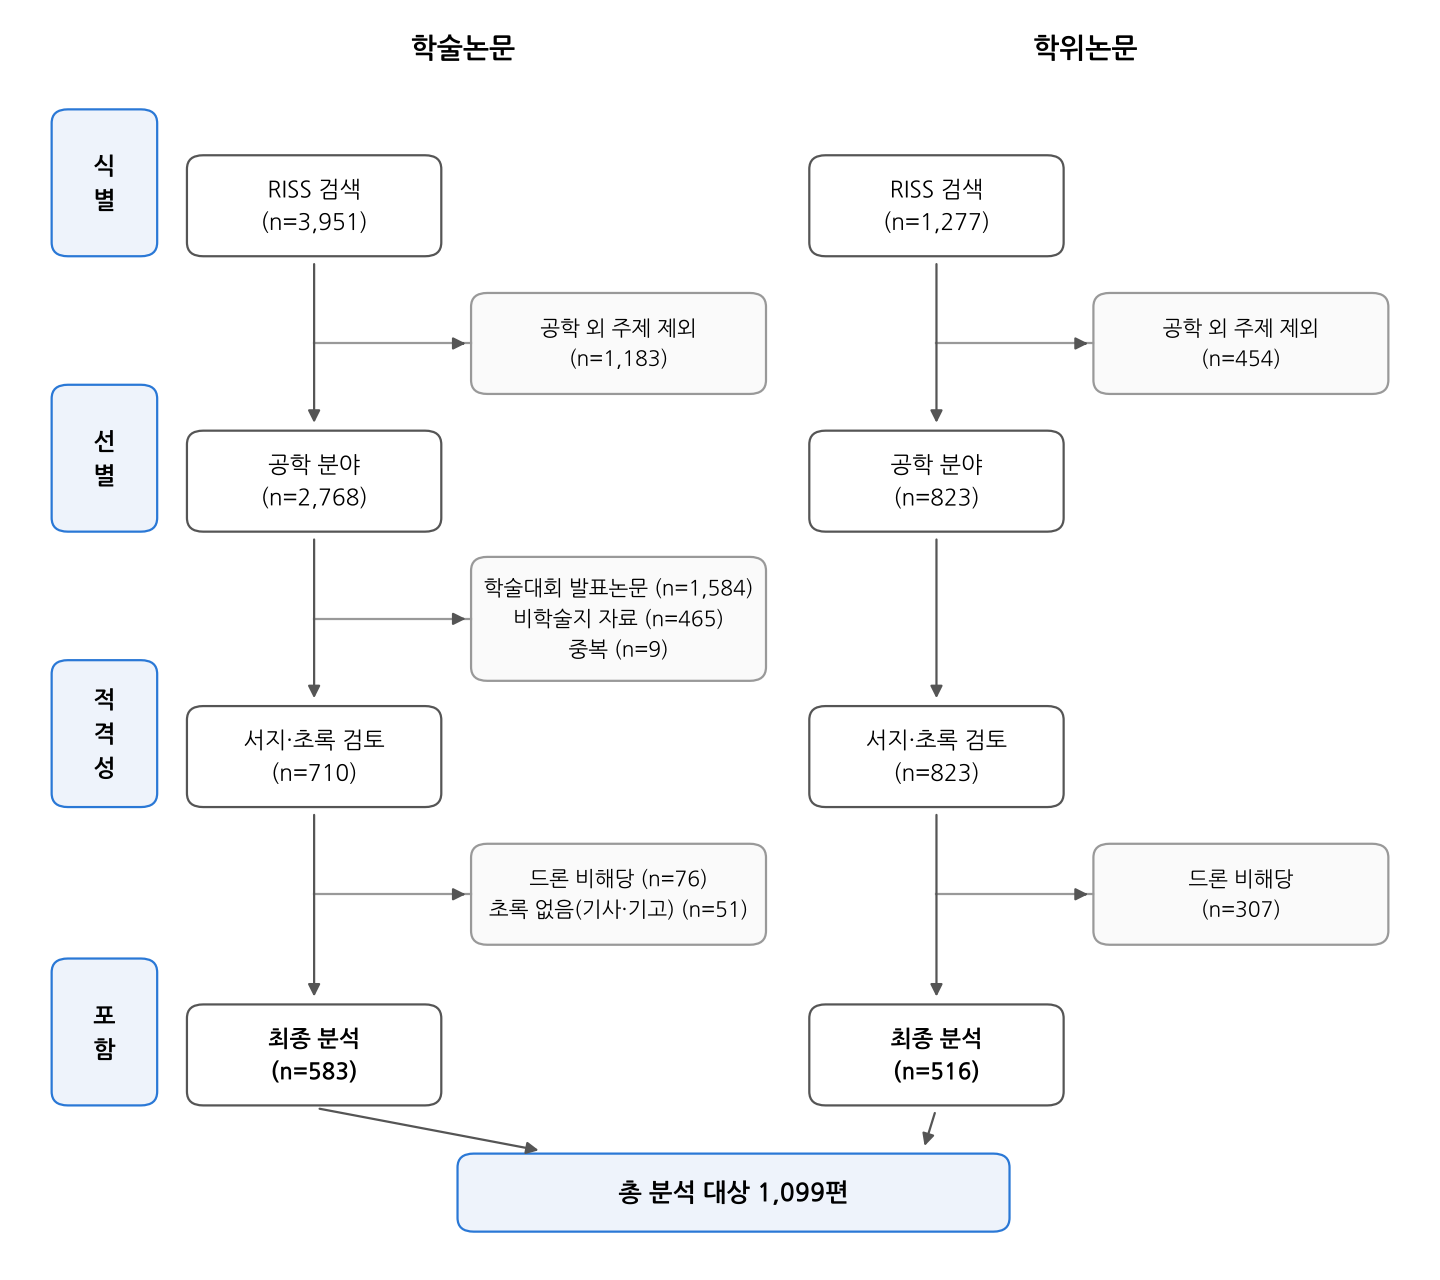 학술논문
학위논문
식
별
RISS 검색
(n=3,951)
RISS 검색
(n=1,277)
공학 외 주제 제외
(n=1,183)
공학 외 주제 제외
(n=454)
선
별
공학 분야
(n=2,768)
공학 분야
(n=823)
학술대회 발표논문 (n=1,584)
비학술지 자료 (n=465)
중복 (n=9)
적
격
성
서지·초록 검토
(n=710)
서지·초록 검토
(n=823)
드론 비해당 (n=76)
초록 없음(기사·기고) (n=51)
드론 비해당
(n=307)
포
함
최종 분석
(n=583)
최종 분석
(n=516)
총 분석 대상 1,099편